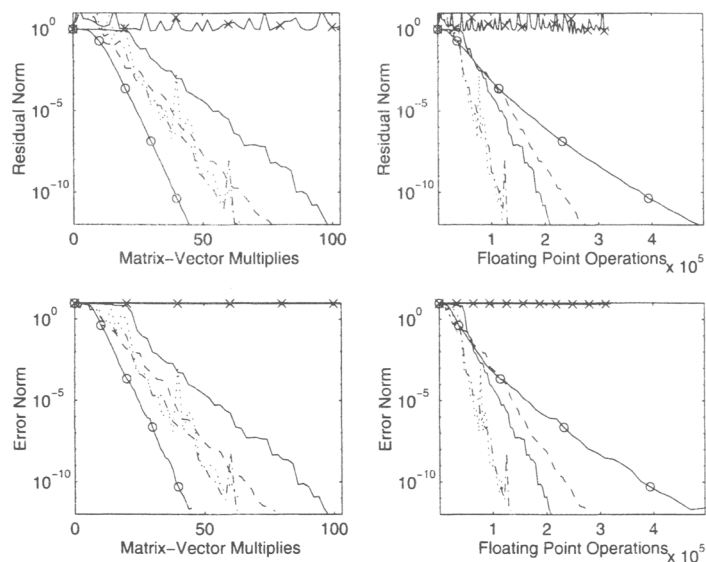 10^0
10^-5
10^-10
Residual Norm
0 50 100
Matrix-Vector Multiplies
10^0
10^-5
10^-10
Residual Norm
1 2 3 4
Floating Point Operations
x 10^5
10^0
10^-5
10^-10
Error Norm
0 50 100
Matrix-Vector Multiplies
10^0
10^-5
10^-10
Error Norm
1 2 3 4
Floating Point Operations
x 10^5